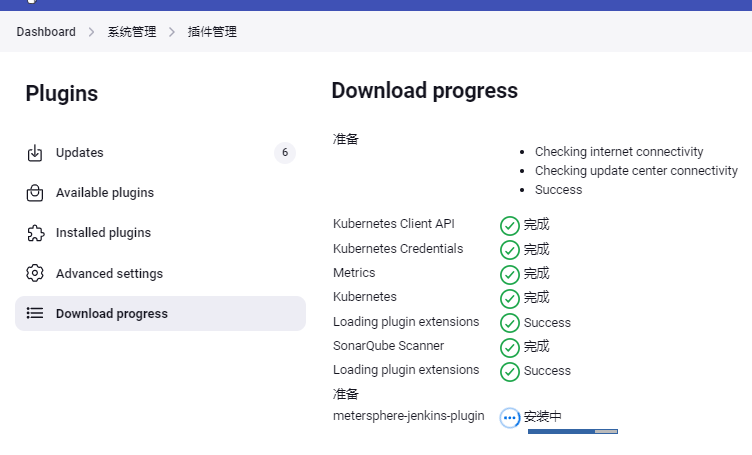 Dashboard 系统管理 插件管理
Plugins
Updates 6
Available plugins
Installed plugins
Advanced settings
Download progress
Download progress
准备
Checking internet connectivity
Checking update center connectivity
Success
Kubernetes Client API 完成
Kubernetes Credentials 完成
Metrics 完成
Kubernetes 完成
Loading plugin extensions Success
SonarQube Scanner 完成
Loading plugin extensions Success
准备
metersphere-jenkins-plugin 安装中